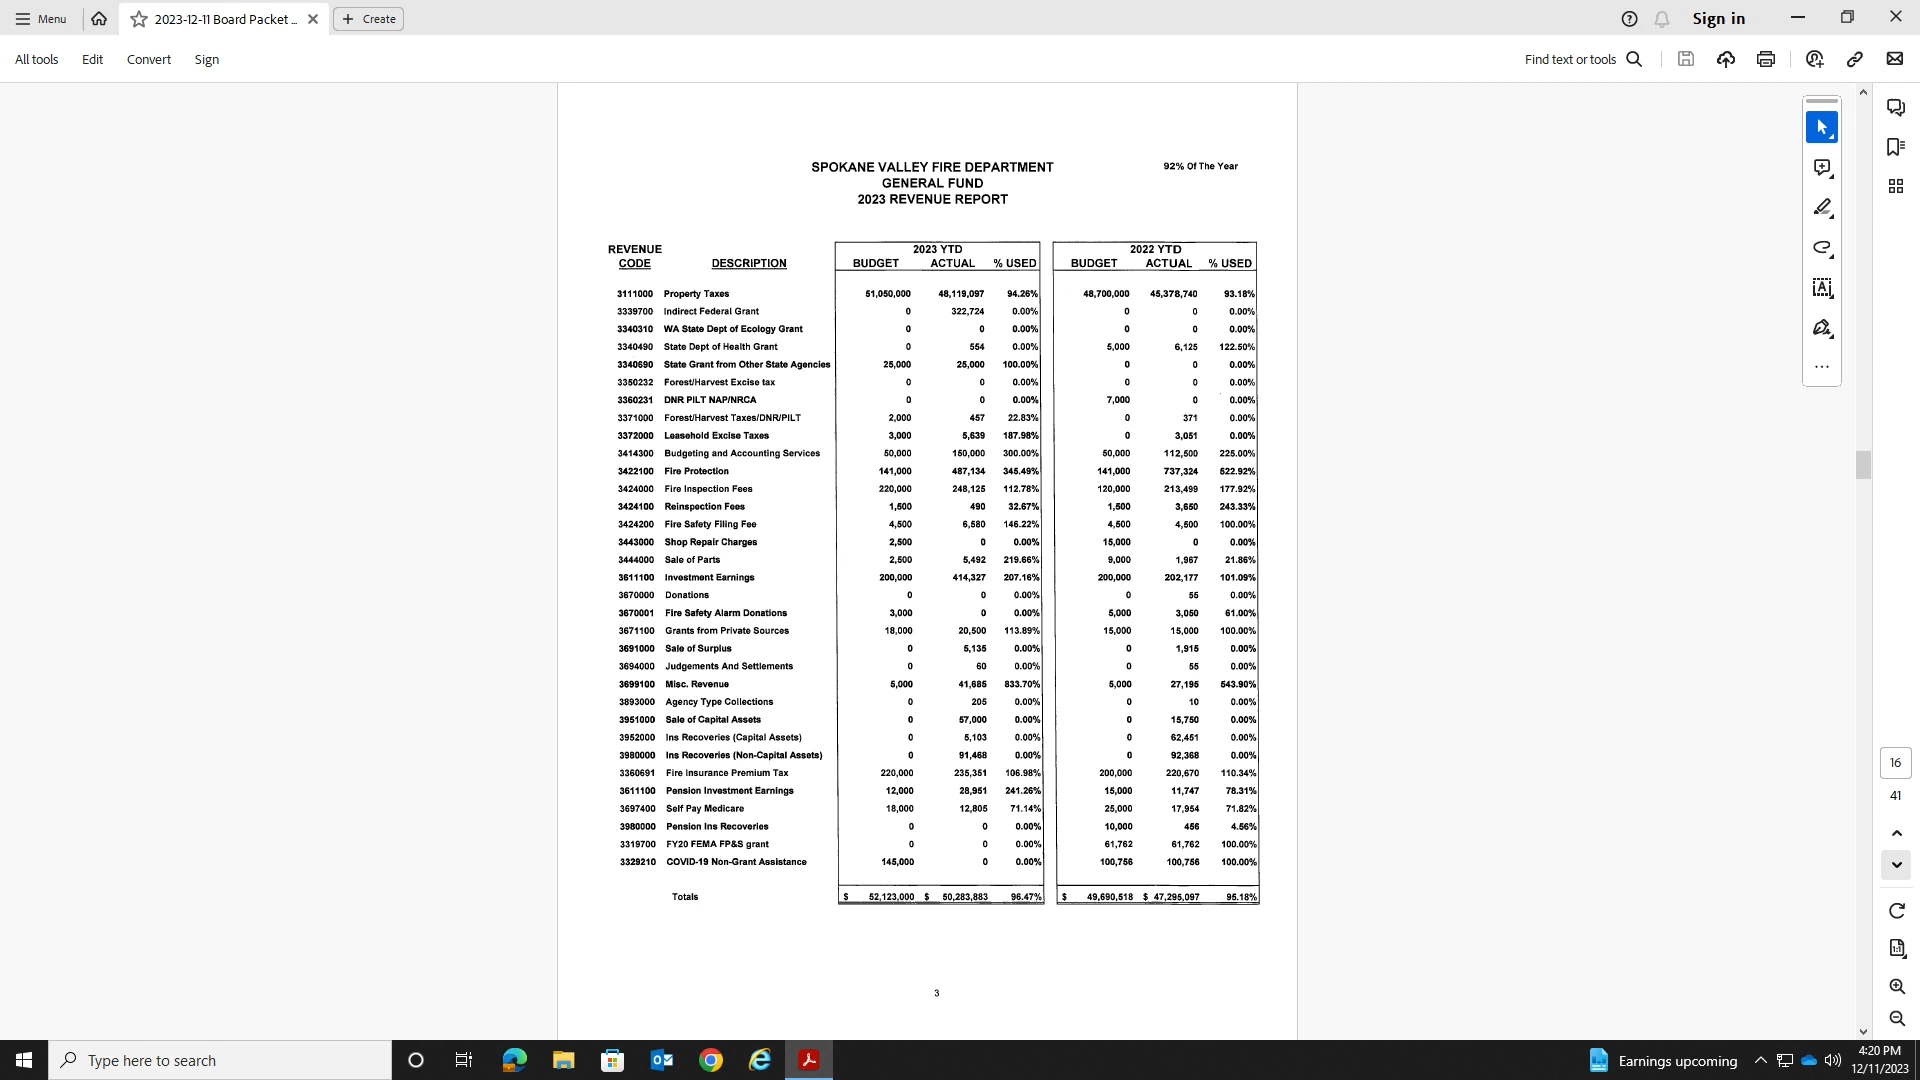 Menu
2023-12-11 Board Packet ...
Create
Sign in
All tools Edit Convert Sign
Find text or tools
SPOKANE VALLEY FIRE DEPARTMENT
92% Of The Year
GENERAL FUND
2023 REVENUE REPORT
REVENUE 2023 YTD 2022 YTD
CODE DESCRIPTION BUDGET ACTUAL % USED BUDGET ACTUAL % USED
3111000 Property Taxes 51,050,000 48,119,097 94.26% 48,700,000 45,378,740 93.18%
3339700 Indirect Federal Grant 0 322,724 0.00% 0 0 0.00%
3340310 WA State Dept of Ecology Grant 0 0 0.00% 0 0 0.00%
3340490 State Dept of Health Grant 0 554 0.00% 5,000 6,125 122.50%
3340690 State Grant from Other State Agencies 25,000 25,000 100.00% 0 0 0.00%
3350232 Forest/Harvest Excise tax 0 0 0.00% 0 0 0.00%
3360231 DNR PILT NAP/NRCA 0 0 0.00% 7,000 0 0.00%
3371000 Forest/Harvest Taxes/DNR/PILT 2,000 457 22.83% 0 371 0.00%
3372000 Leasehold Excise Taxes 3,000 5,639 187.98% 0 3,051 0.00%
3414300 Budgeting and Accounting Services 50,000 150,000 300.00% 50,000 112,500 225.00%
3422100 Fire Protection 141,000 487,134 345.49% 141,000 737,324 522.92%
3424000 Fire Inspection Fees 220,000 248,125 112.78% 120,000 213,499 177.92%
3424100 Reinspection Fees 1,500 490 32.67% 1,500 3,650 243.33%
3424200 Fire Safety Filing Fee 4,500 6,580 146.22% 4,500 4,500 100.00%
3443000 Shop Repair Charges 2,500 0 0.00% 15,000 0 0.00%
3444000 Sale of Parts 2,500 5,492 219.66% 9,000 1,967 21.86%
3611100 Investment Earnings 200,000 414,327 207.16% 200,000 202,177 101.09%
3670000 Donations 0 0 0.00% 0 55 0.00%
3670001 Fire Safety Alarm Donations 3,000 0 0.00% 5,000 3,050 61.00%
3671100 Grants from Private Sources 18,000 20,500 113.89% 15,000 15,000 100.00%
3691000 Sale of Surplus 0 5,135 0.00% 0 1,915 0.00%
3694000 Judgements And Settlements 0 60 0.00% 0 55 0.00%
3699100 Misc. Revenue 5,000 41,685 833.70% 5,000 27,195 543.90%
3893000 Agency Type Collections 0 205 0.00% 0 10 0.00%
3951000 Sale of Capital Assets 0 57,000 0.00% 0 15,750 0.00%
3952000 Ins Recoveries (Capital Assets) 0 5,103 0.00% 0 62,451 0.00%
3980000 Ins Recoveries (Non-Capital Assets) 0 91,468 0.00% 0 92,368 0.00%
3360691 Fire Insurance Premium Tax 220,000 235,351 106.98% 200,000 220,670 110.34%
3611100 Pension Investment Earnings 12,000 28,951 241.26% 15,000 11,747 78.31%
3697400 Self Pay Medicare 18,000 12,805 71.14% 25,000 17,954 71.82%
3980000 Pension Ins Recoveries 0 0 0.00% 10,000 456 4.56%
3319700 FY20 FEMA FP&S grant 0 0 0.00% 61,762 61,762 100.00%
3329210 COVID-19 Non-Grant Assistance 145,000 0 0.00% 100,756 100,756 100.00%
Totals $ 52,123,000 $ 50,283,883 96.47% $ 49,690,518 $ 47,295,097 95.18%
3
16
41
Type here to search
Earnings upcoming
4:20 PM
12/11/2023